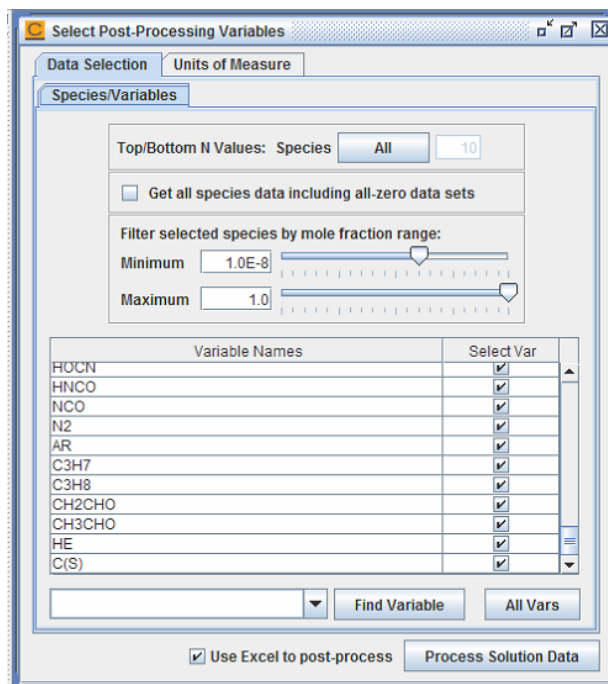 C Select Post-Processing Variables
Data Selection Units of Measure
Species/Variables
Top/Bottom N Values: Species All 10
Get all species data including all-zero data sets
Filter selected species by mole fraction range:
Minimum 1.0E-8
Maximum 1.0
Variable Names Select Var
HOCN
HNCO
NCO
N2
AR
C3H7
C3H8
CH2CHO
CH3CHO
HE
C(S)
Find Variable All Vars
Use Excel to post-process Process Solution Data